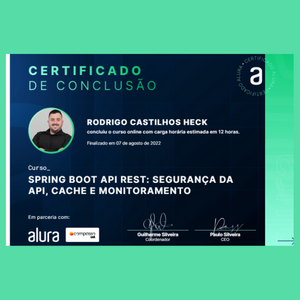 CERTIFICADO
DE CONCLUSÃO
RODRIGO CASTILHOS HECK
concluiu o curso online com carga horária estimada em 12 horas.
Finalizado em 07 de agosto de 2022
Curso_
SPRING BOOT API REST: SEGURANÇA DA
API, CACHE E MONITORAMENTO
Em parceria com:
alura
Guilherme Silveira
Coordenador
Paulo Silveira
CEO